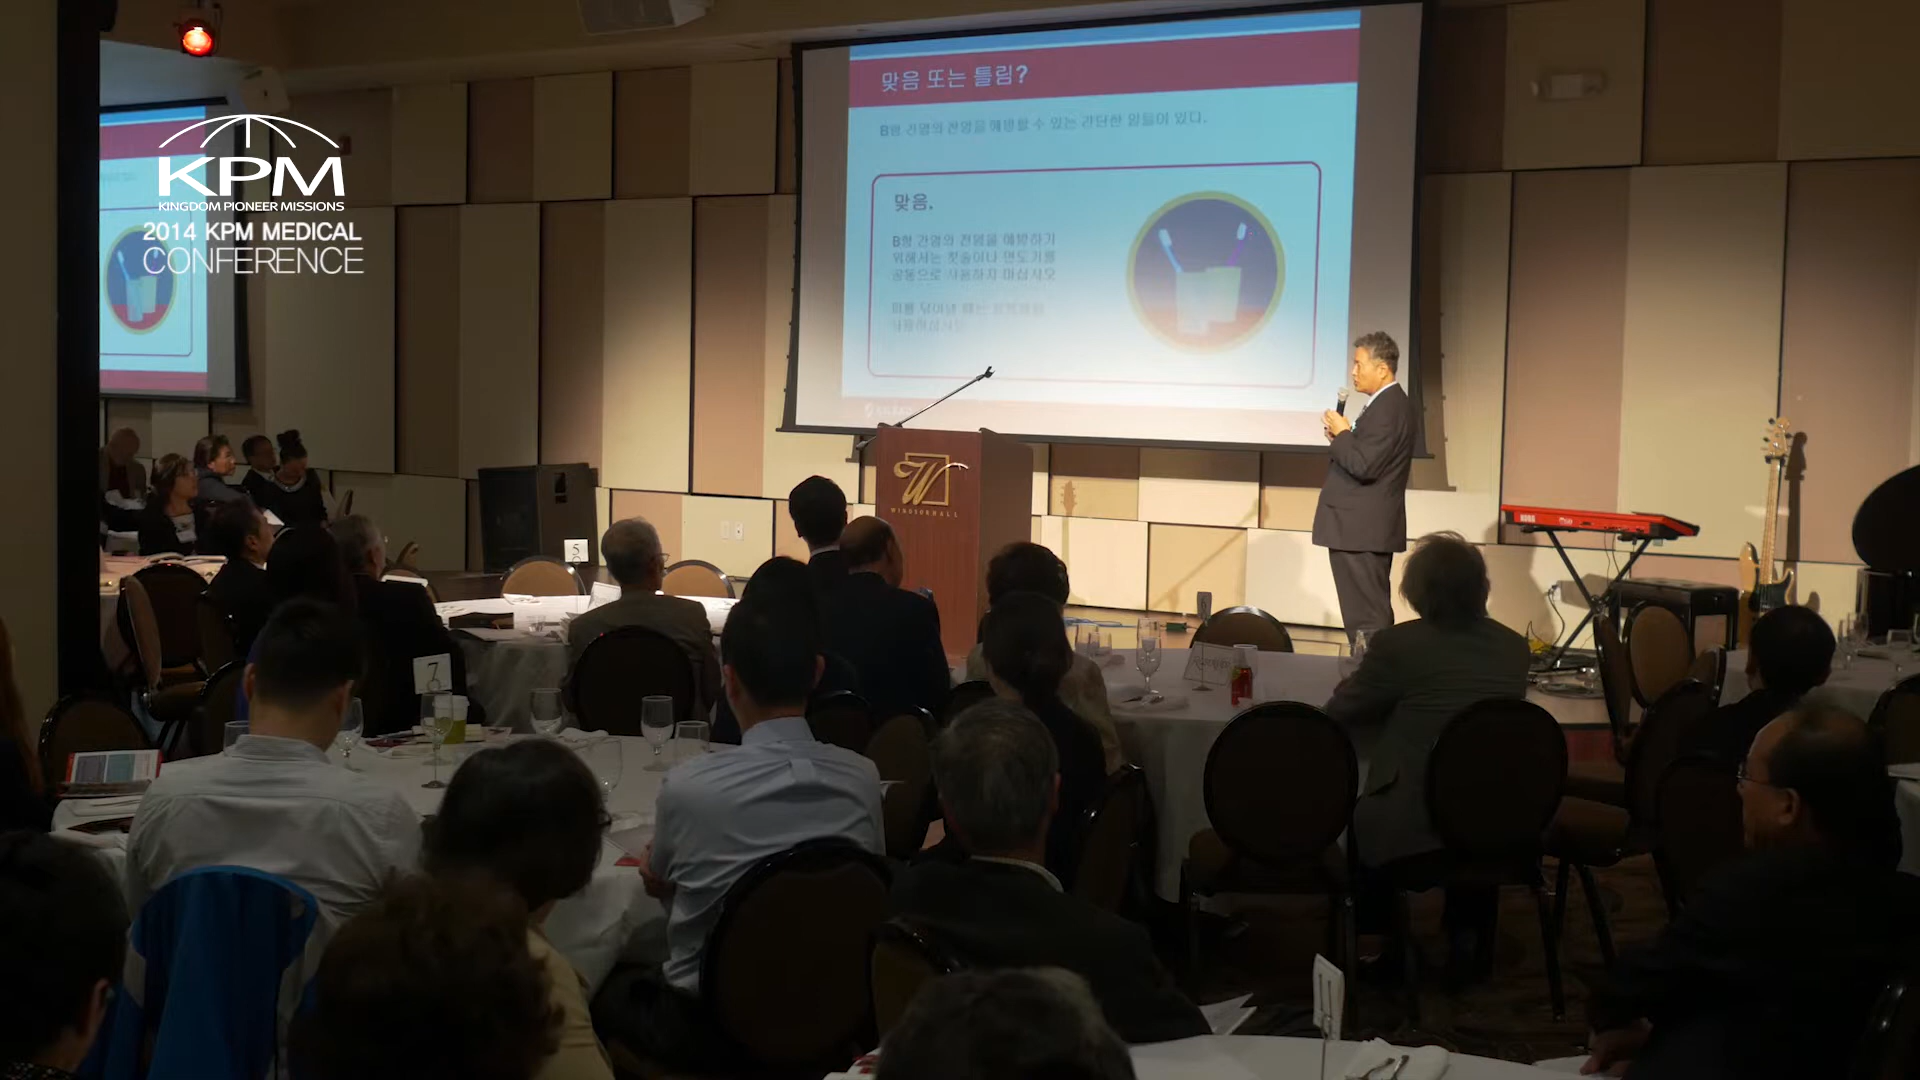 KPM
KINGDOM PIONEER MISSIONS
2014 KPM MEDICAL
CONFERENCE
맞음 또는 틀림?
B형 간염의 전염을 예방할 수 있는 간단한 일들이 있다.
맞음.
B형 간염의 전염을 예방하기
위해서는 칫솔이나 면도기를
공동으로 사용하지 마십시오
W
WINDSOR HALL
5
7
KORG